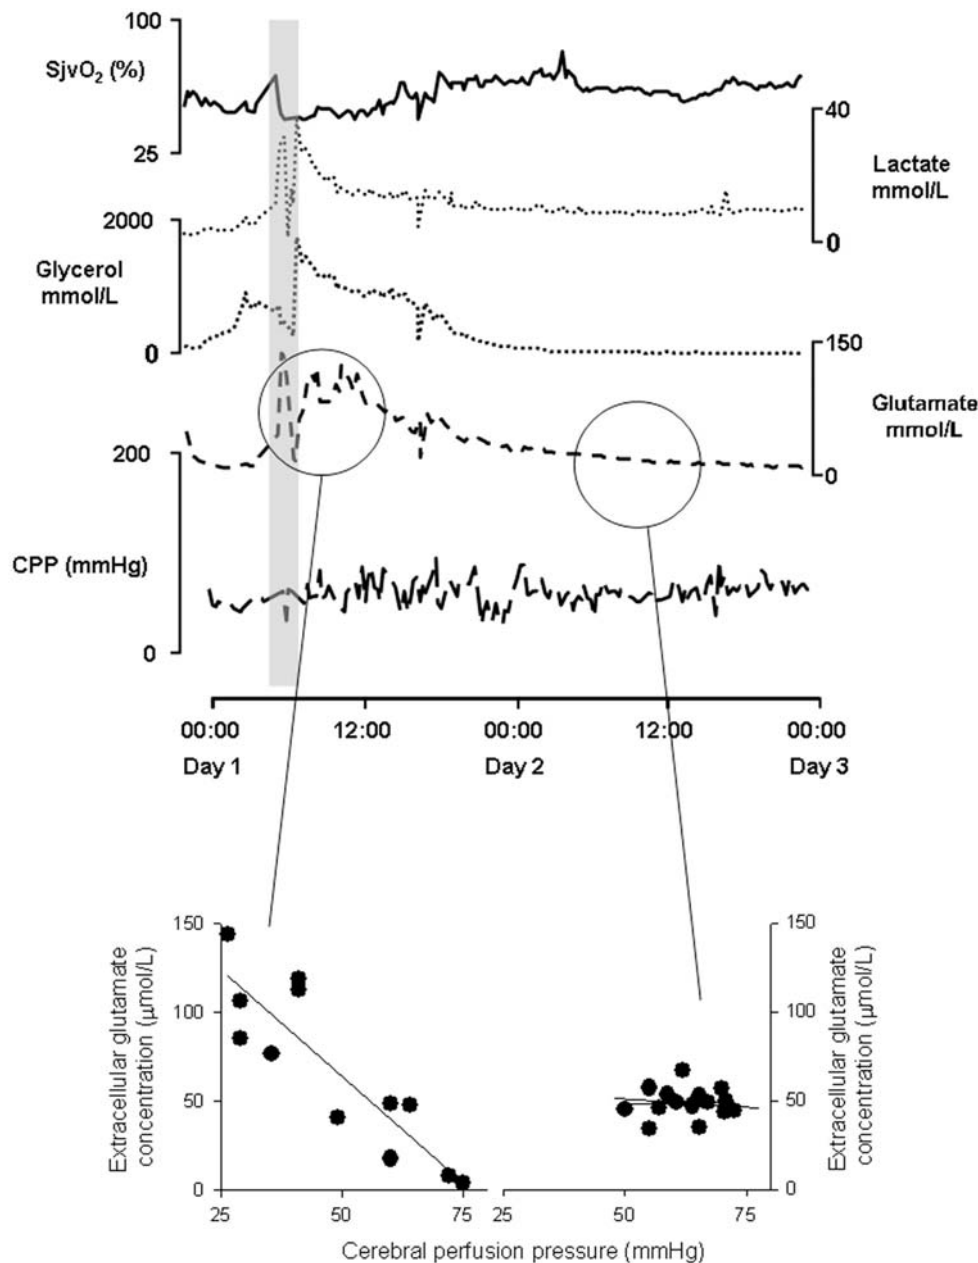 100
SjvO₂ (%)
25
40
Lactate
mmol/L
0
2000
Glycerol
mmol/L
0
150
Glutamate
mmol/L
0
200
CPP (mmHg)
0
00:00 12:00 00:00 12:00 00:00
Day 1 Day 2 Day 3
Extracellular glutamate
concentration (μmol/L)
150
100
50
0
25 50 75
150
100
50
0
Extracellular glutamate
concentration (μmol/L)
25 50 75
Cerebral perfusion pressure (mmHg)